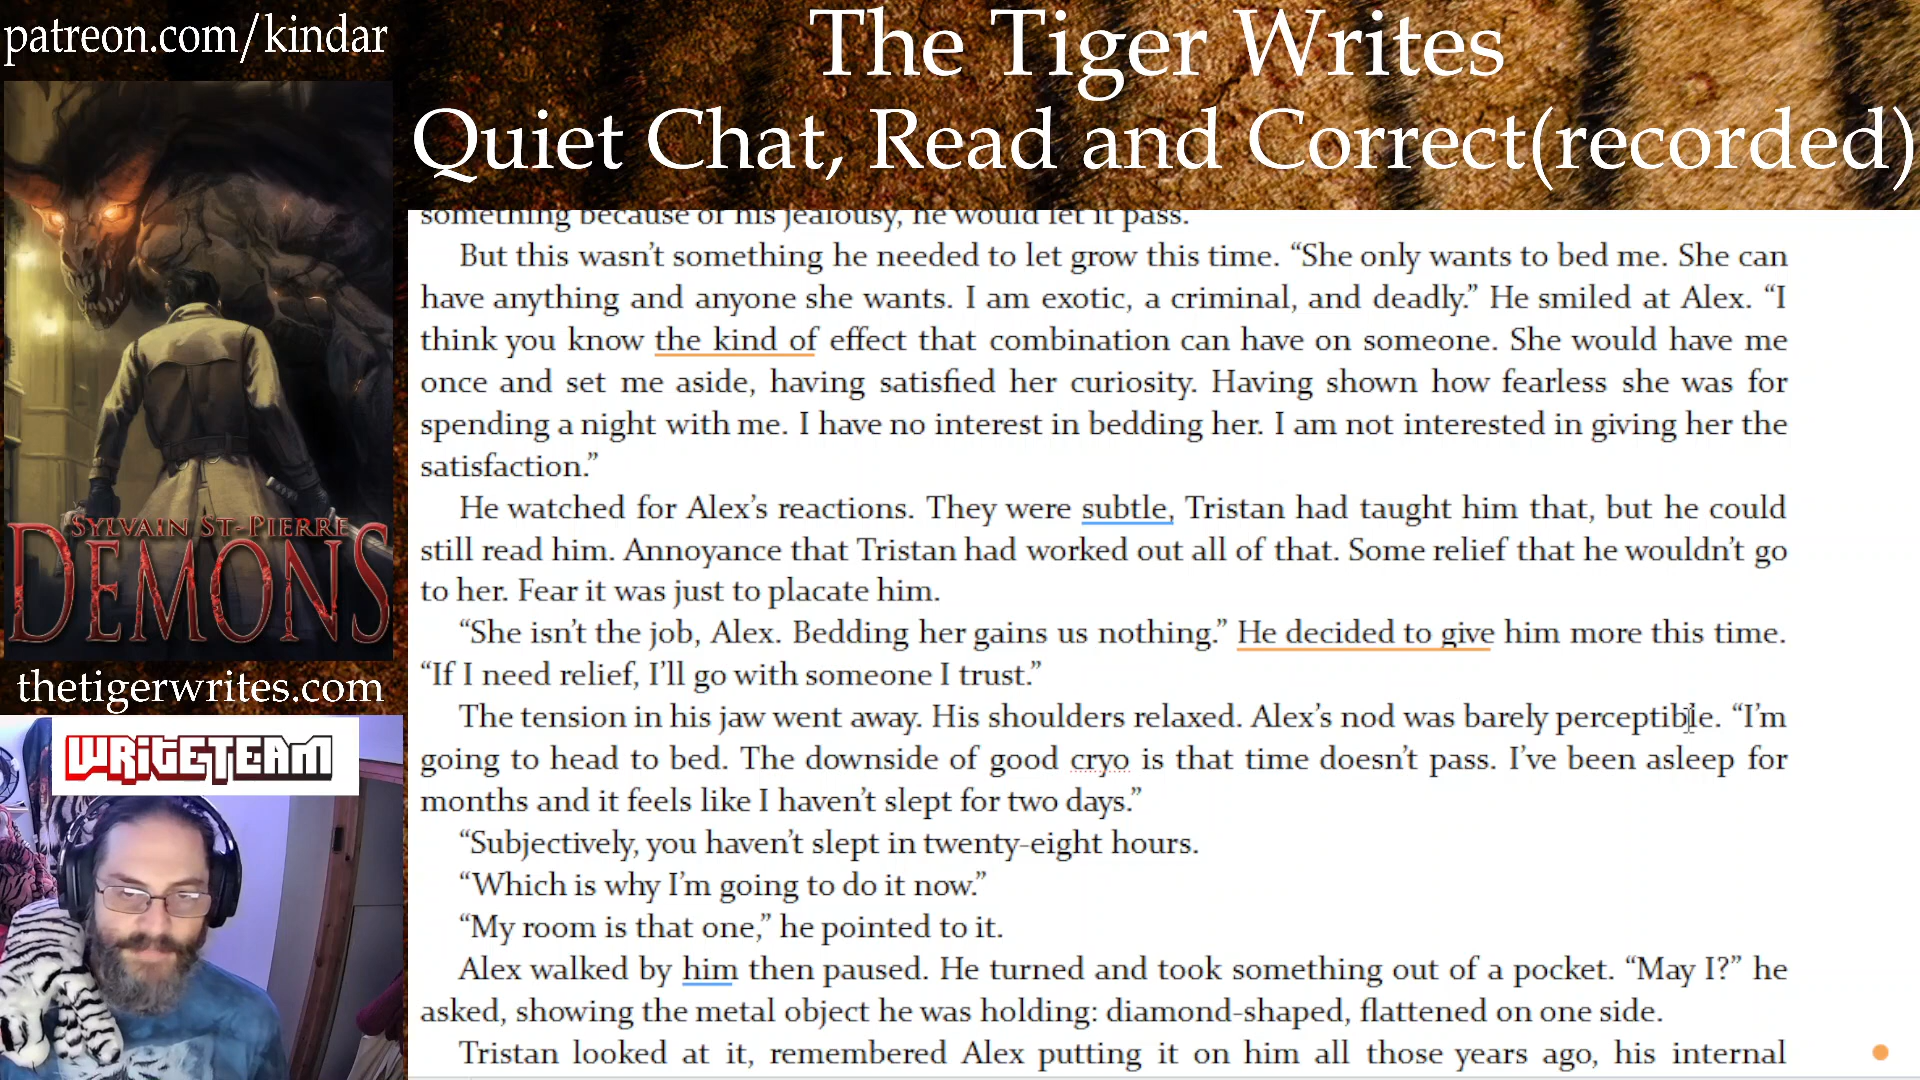 patreon.com/kindar
The Tiger Writes
Quiet Chat, Read and Correct(recorded)
SYLVAIN ST-PIERRE
DEMONS
thetigerwrites.com
WRITETEAM
something because of his jealousy, he would let it pass.
But this wasn’t something he needed to let grow this time. “She only wants to bed me. She can
have anything and anyone she wants. I am exotic, a criminal, and deadly.” He smiled at Alex. “I
think you know the kind of effect that combination can have on someone. She would have me
once and set me aside, having satisfied her curiosity. Having shown how fearless she was for
spending a night with me. I have no interest in bedding her. I am not interested in giving her the
satisfaction.”
He watched for Alex’s reactions. They were subtle, Tristan had taught him that, but he could
still read him. Annoyance that Tristan had worked out all of that. Some relief that he wouldn’t go
to her. Fear it was just to placate him.
“She isn’t the job, Alex. Bedding her gains us nothing.” He decided to give him more this time.
“If I need relief, I’ll go with someone I trust.”
The tension in his jaw went away. His shoulders relaxed. Alex’s nod was barely perceptible. “I’m
going to head to bed. The downside of good cryo is that time doesn’t pass. I’ve been asleep for
months and it feels like I haven’t slept for two days.”
“Subjectively, you haven’t slept in twenty-eight hours.
“Which is why I’m going to do it now.”
“My room is that one,” he pointed to it.
Alex walked by him then paused. He turned and took something out of a pocket. “May I?” he
asked, showing the metal object he was holding: diamond-shaped, flattened on one side.
Tristan looked at it, remembered Alex putting it on him all those years ago, his internal